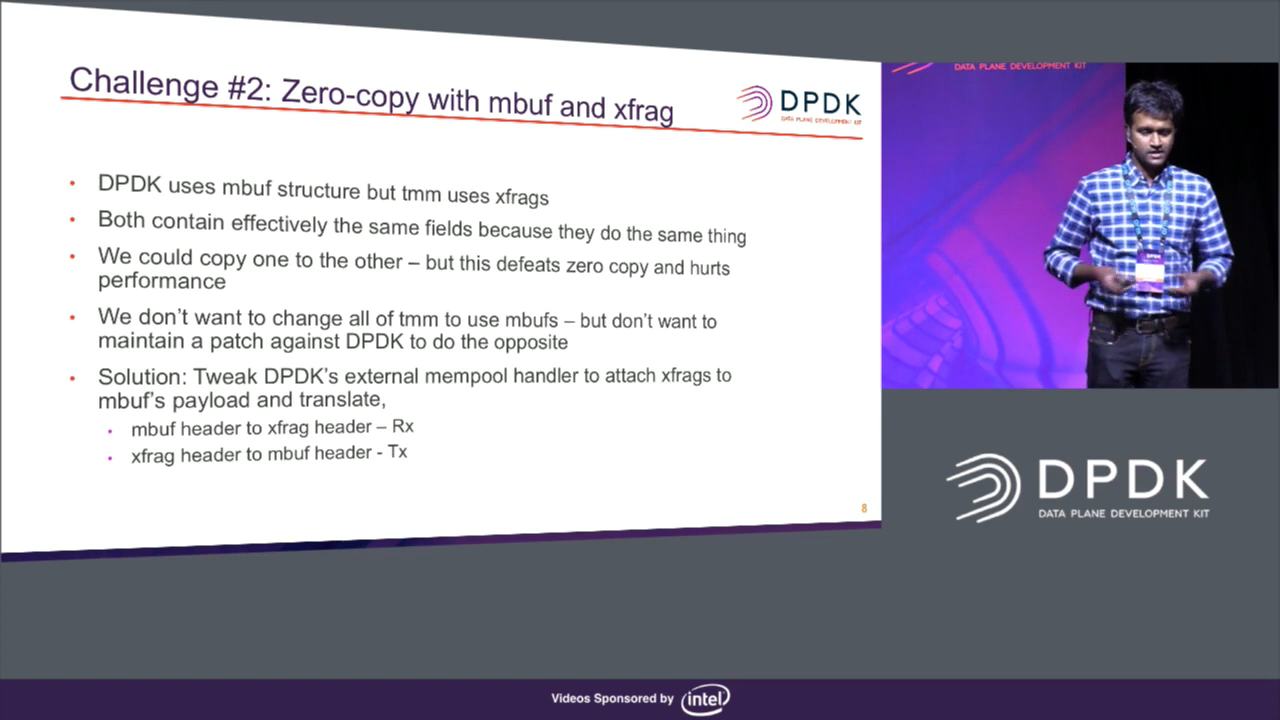 Challenge #2: Zero-copy with mbuf and xfrag
DPDK
DATA PLANE DEVELOPMENT KIT
• DPDK uses mbuf structure but tmm uses xfrags
• Both contain effectively the same fields because they do the same thing
• We could copy one to the other – but this defeats zero copy and hurts
performance
• We don't want to change all of tmm to use mbufs – but don't want to
maintain a patch against DPDK to do the opposite
• Solution: Tweak DPDK's external mempool handler to attach xfrags to
mbuf's payload and translate,
• mbuf header to xfrag header – Rx
• xfrag header to mbuf header - Tx
8
DATA PLANE DEVELOPMENT KIT
DPDK
DATA PLANE DEVELOPMENT KIT
Videos Sponsored by intel